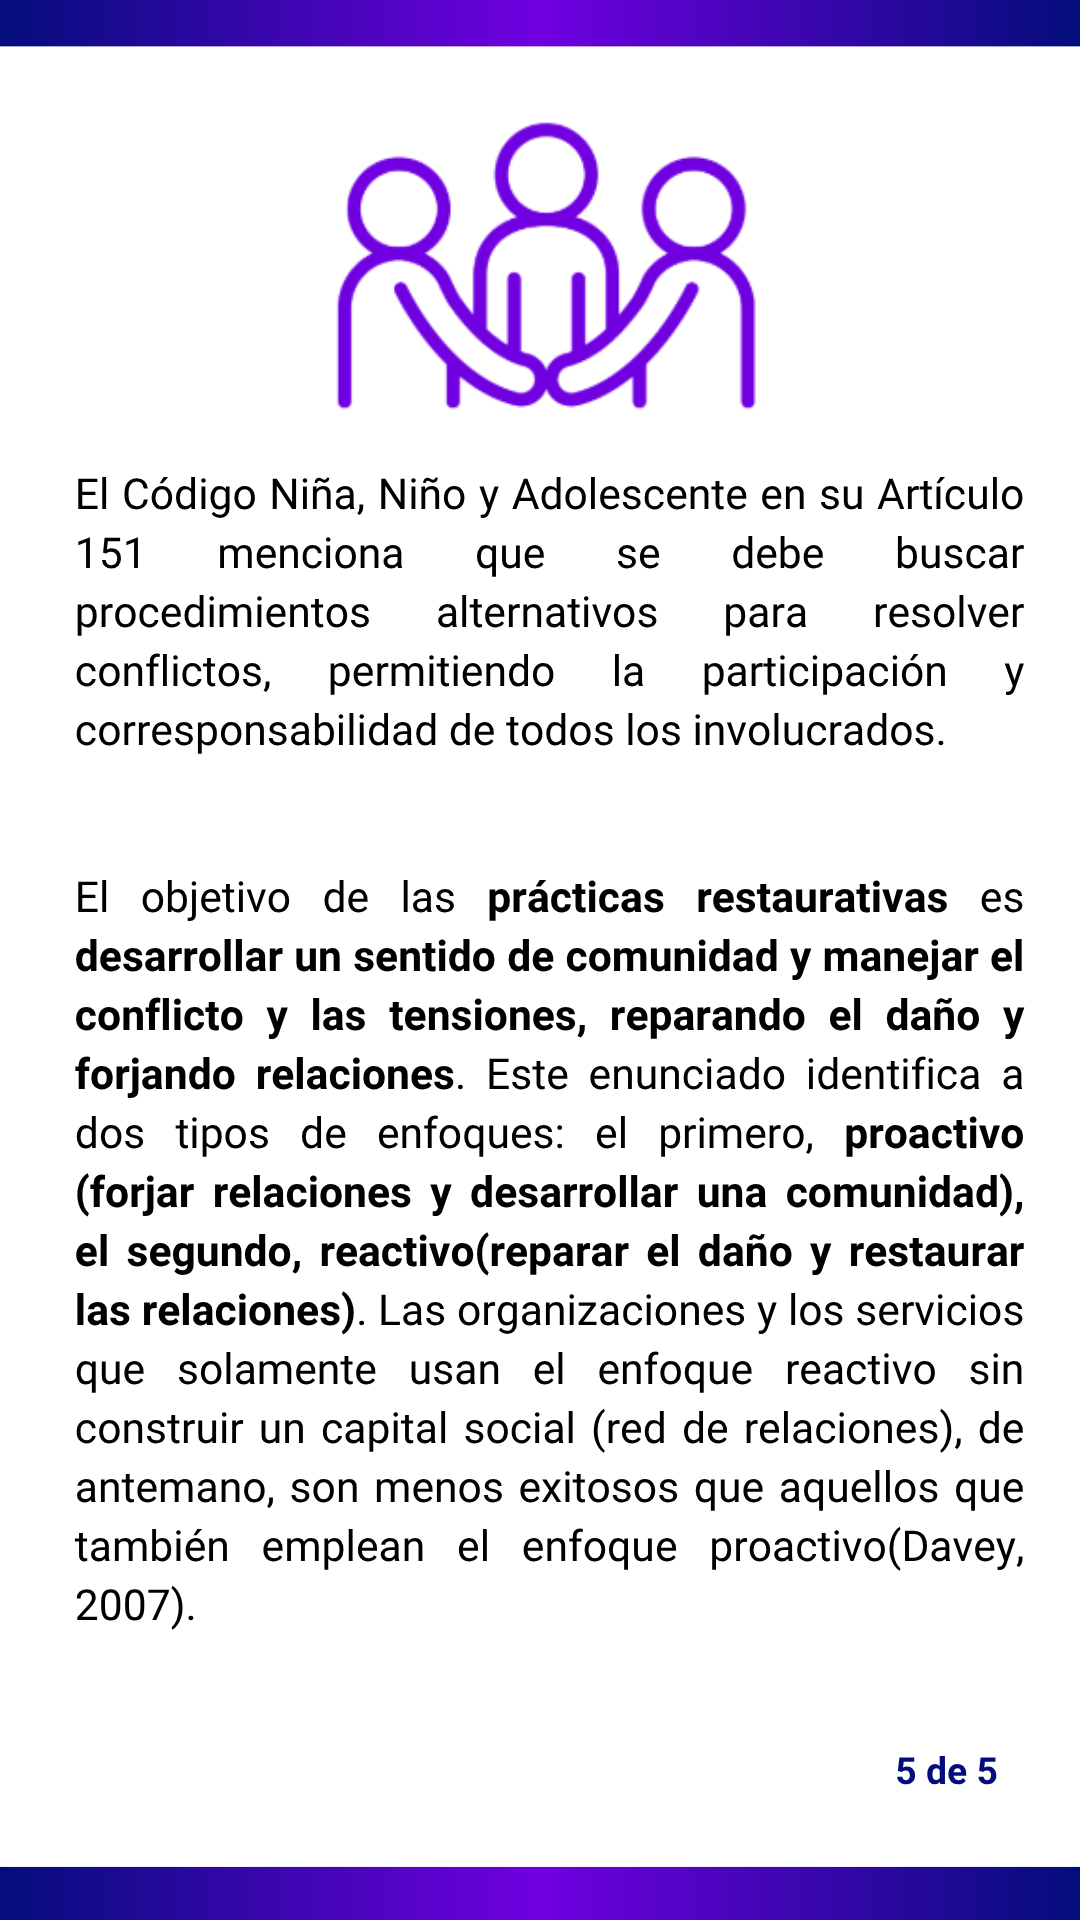 El Código Niña, Niño y Adolescente en su Artículo
151 menciona que se debe buscar
procedimientos alternativos para resolver
conflictos, permitiendo la participación y
corresponsabilidad de todos los involucrados.
El objetivo de las prácticas restaurativas es
desarrollar un sentido de comunidad y manejar el
conflicto y las tensiones, reparando el daño y
forjando relaciones. Este enunciado identifica a
dos tipos de enfoques: el primero, proactivo
(forjar relaciones y desarrollar una comunidad),
el segundo, reactivo(reparar el daño y restaurar
las relaciones). Las organizaciones y los servicios
que solamente usan el enfoque reactivo sin
construir un capital social (red de relaciones), de
antemano, son menos exitosos que aquellos que
también emplean el enfoque proactivo(Davey,
2007).
5 de 5